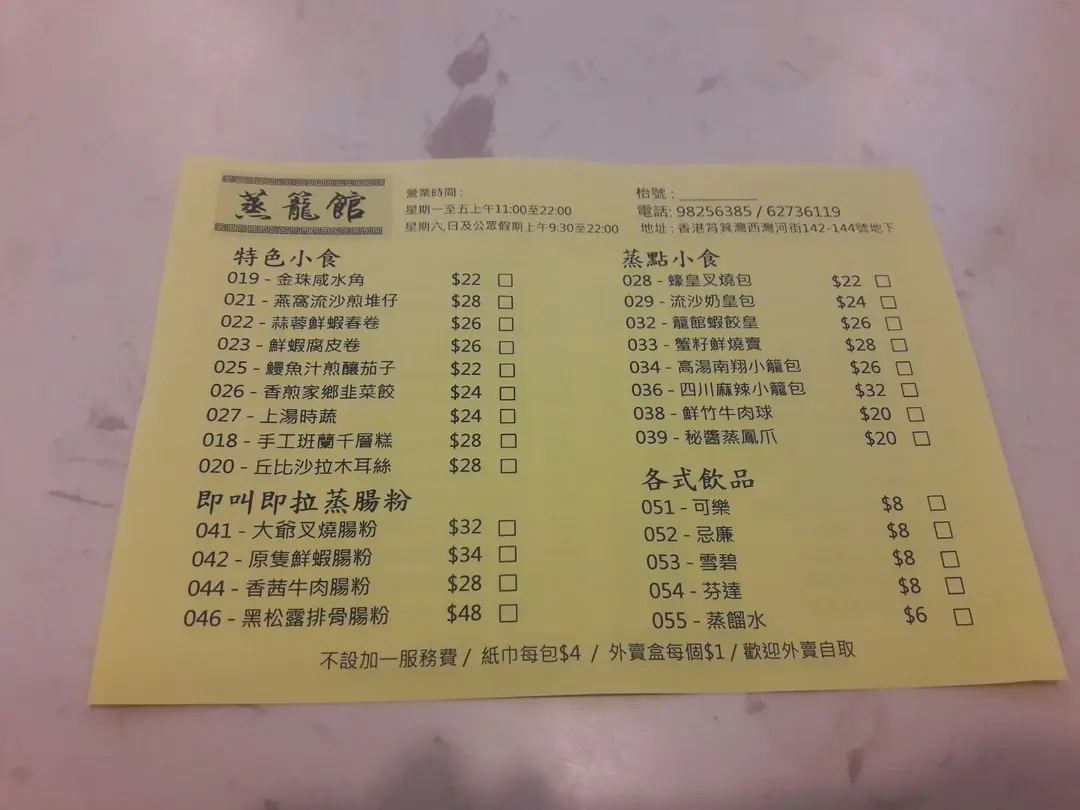 蒸籠館
營業時間:
星期一至五上午11:00至22:00
星期六,日及公眾假期上午9:30至22:00
枱號:__________
電話: 98256385 / 62736119
地址:香港筲箕灣西灣河街142-144號地下
特色小食
019 - 金珠咸水角 $22 □
021 - 燕窩流沙煎堆仔 $28 □
022 - 蒜蓉鮮蝦春卷 $26 □
023 - 鮮蝦腐皮卷 $26 □
025 - 鰻魚汁煎釀茄子 $22 □
026 - 香煎家鄉韭菜餃 $24 □
027 - 上湯時蔬 $24 □
018 - 手工班蘭千層糕 $28 □
020 - 丘比沙拉木耳絲 $28 □
即叫即拉蒸腸粉
041 - 大爺叉燒腸粉 $32 □
042 - 原隻鮮蝦腸粉 $34 □
044 - 香茜牛肉腸粉 $28 □
046 - 黑松露排骨腸粉 $48 □
蒸點小食
028 - 蠔皇叉燒包 $22 □
029 - 流沙奶皇包 $24 □
032 - 籠館蝦餃皇 $26 □
033 - 蟹籽鮮燒賣 $28 □
034 - 高湯南翔小籠包 $26 □
036 - 四川麻辣小籠包 $32 □
038 - 鮮竹牛肉球 $20 □
039 - 秘醬蒸鳳爪 $20 □
各式飲品
051 - 可樂 $8 □
052 - 忌廉 $8 □
053 - 雪碧 $8 □
054 - 芬達 $8 □
055 - 蒸餾水 $6 □
不設加一服務費 / 紙巾每包$4 / 外賣盒每個$1 / 歡迎外賣自取